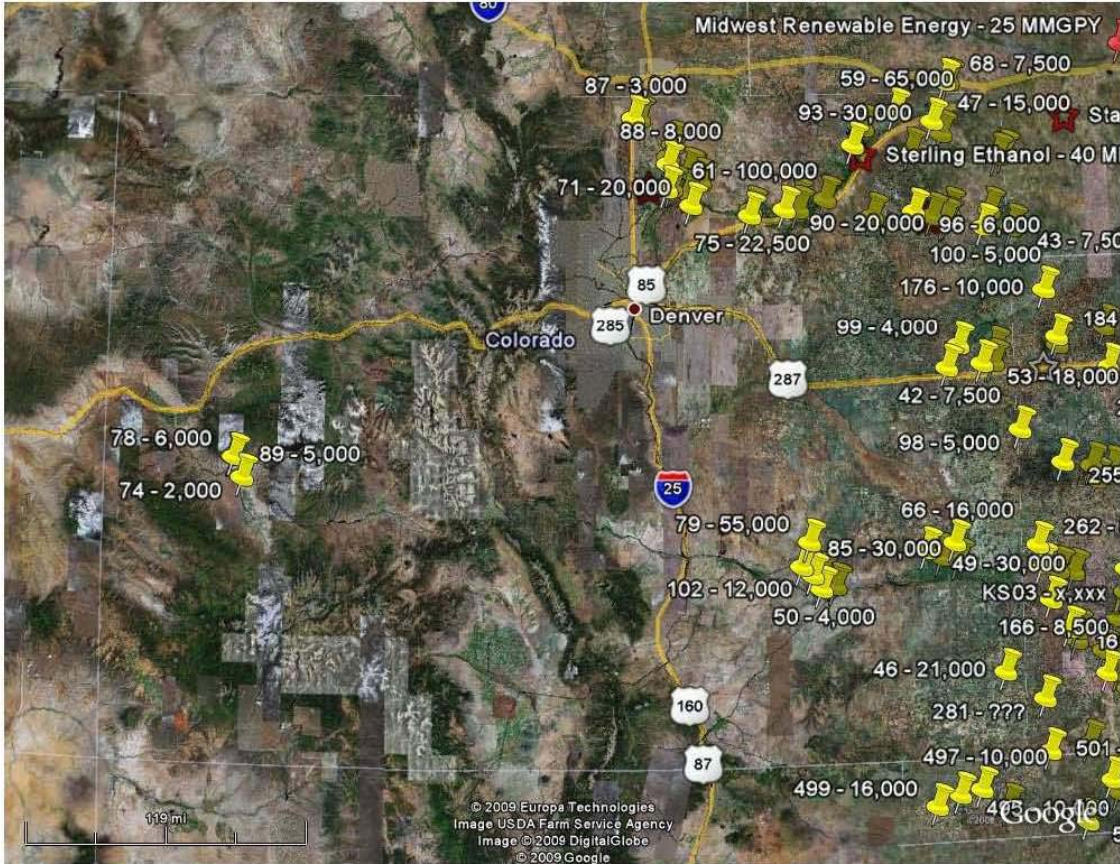 80
Midwest Renewable Energy - 25 MMGPY
68 - 7,500
59 - 65,000
87 - 3,000
47 - 15,000
93 - 30,000
Sta
88 - 8,000
Sterling Ethanol - 40 M
61 - 100,000
71 - 20,000
90 - 20,000
96 - 6,000
75 - 22,500
43 - 7,50
100 - 5,000
85
176 - 10,000
Denver
285
99 - 4,000
184
Colorado
287
53 - 18,000
42 - 7,500
78 - 6,000
89 - 5,000
98 - 5,000
74 - 2,000
255
25
66 - 16,000
79 - 55,000
262 -
85 - 30,000
49 - 30,000
102 - 12,000
KS03 - x,xxx
50 - 4,000
166 - 8,500
16
46 - 21,000
160
281 - ???
497 - 10,000
501
87
499 - 16,000
495 - 10,000
119 mi
© 2009 Europa Technologies
Image USDA Farm Service Agency
Image © 2009 DigitalGlobe
© 2009 Google
©2009 Google